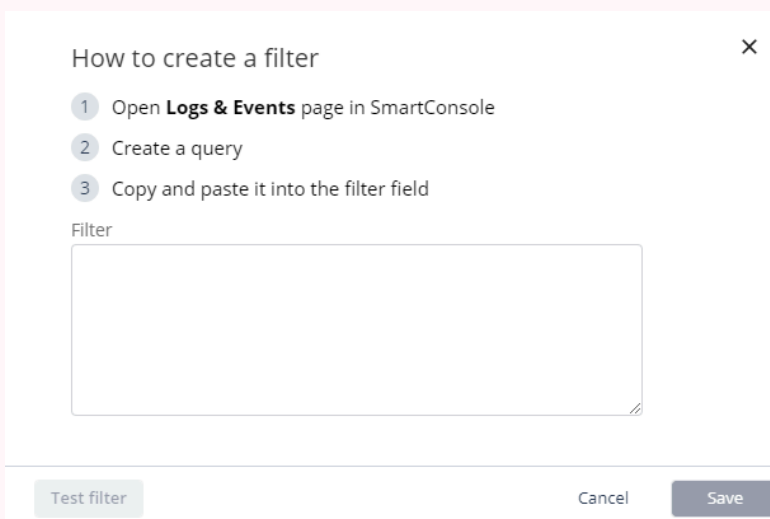 How to create a filter
1 Open Logs & Events page in SmartConsole
2 Create a query
3 Copy and paste it into the filter field
Filter
Test filter
Cancel
Save